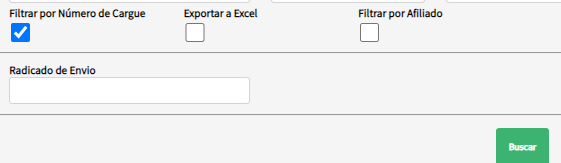 Filtrar por Número de Cargue Exportar a Excel Filtrar por Afiliado
Radicado de Envio
Buscar